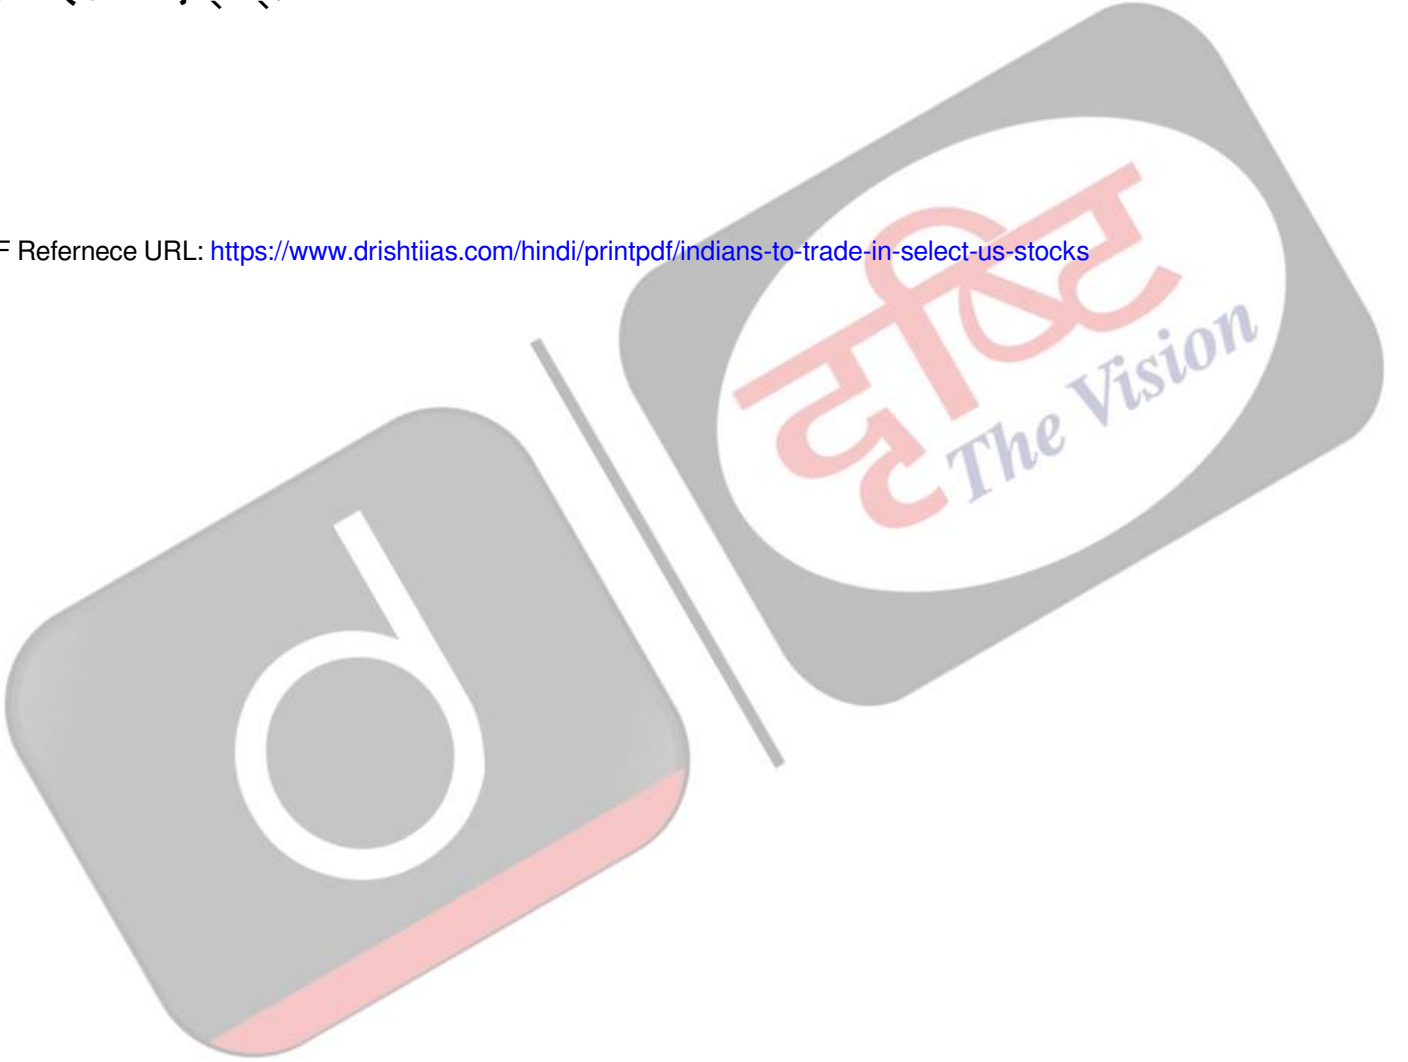 F Refernece URL: https://www.drishtiias.com/hindi/printpdf/indians-to-trade-in-select-us-stocks
दृष्टि
The Vision
d